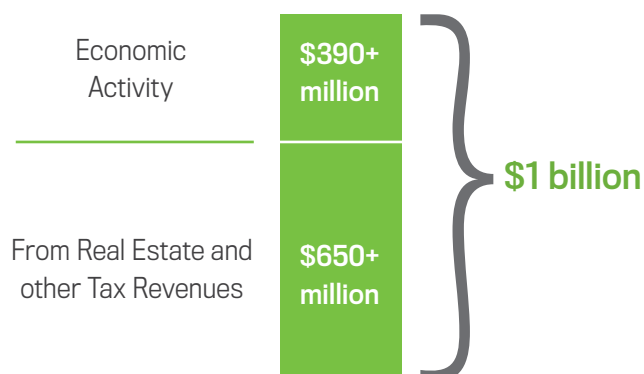 Economic
Activity
$390+
million
$1 billion
From Real Estate and
other Tax Revenues
$650+
million